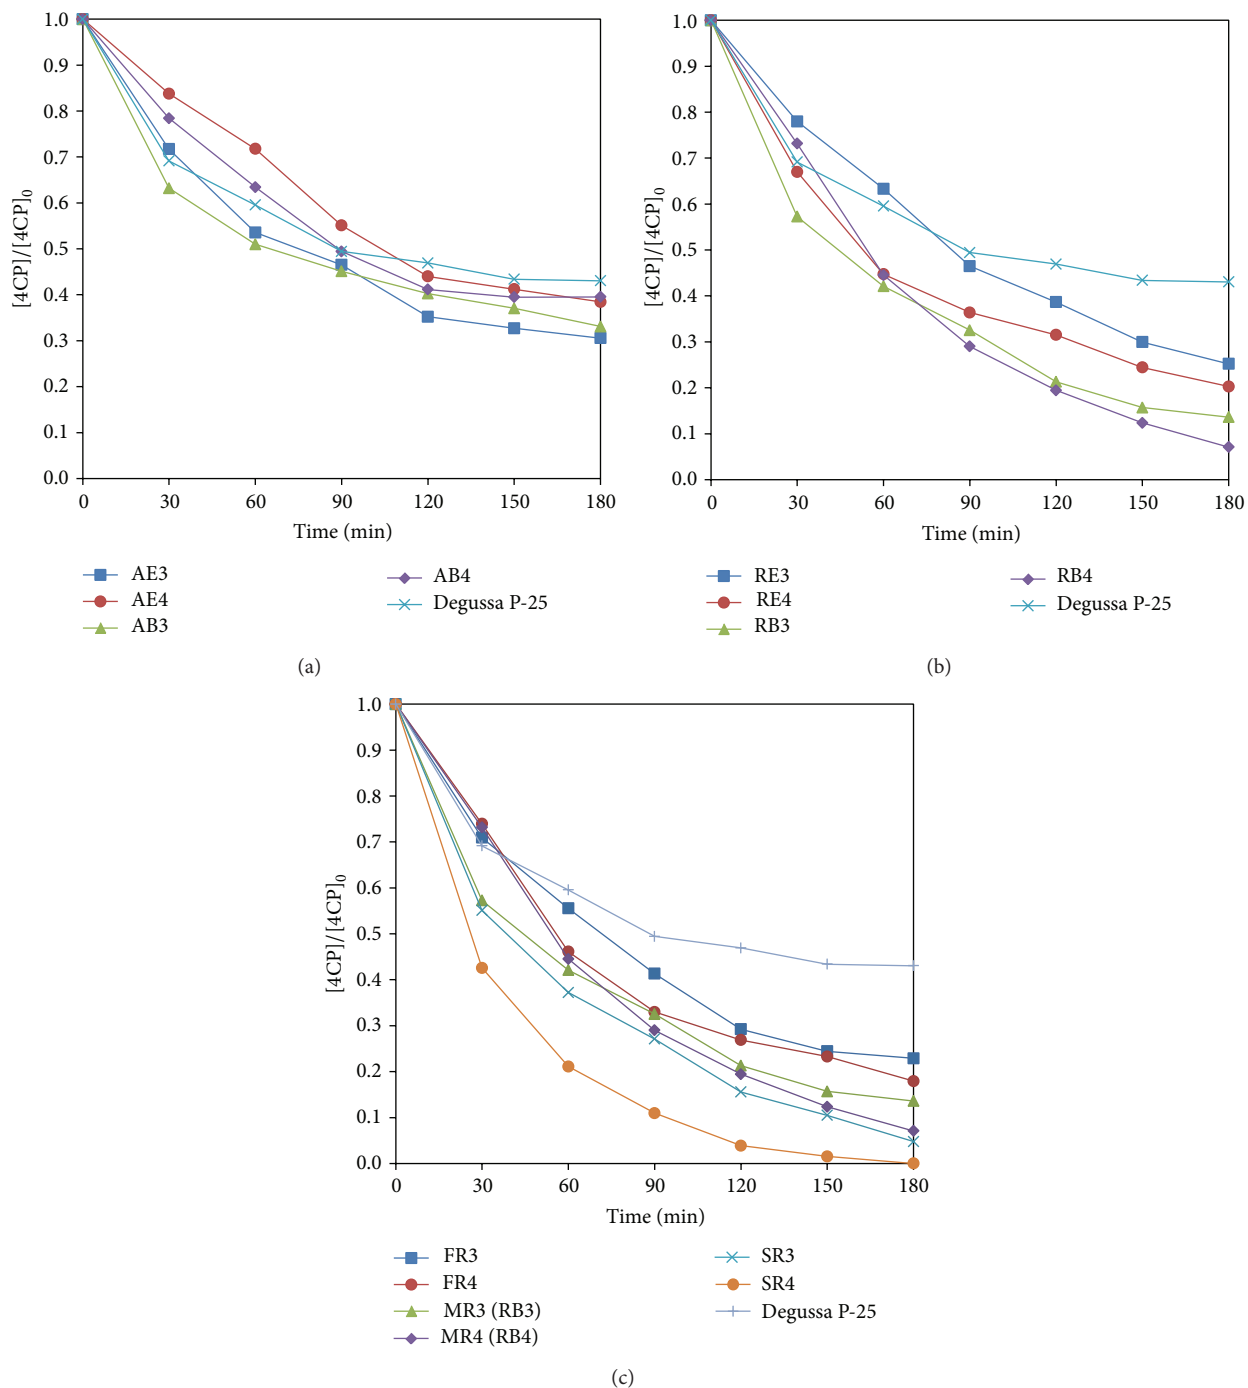 1.0
0.9
0.8
0.7
0.6
0.5
0.4
0.3
0.2
0.1
0.0
[4CP]/[4CP]0
0 30 60 90 120 150 180
Time (min)
AE3
AE4
AB3
AB4
Degussa P-25
(a)
1.0
0.9
0.8
0.7
0.6
0.5
0.4
0.3
0.2
0.1
0.0
[4CP]/[4CP]0
0 30 60 90 120 150 180
Time (min)
RE3
RE4
RB3
RB4
Degussa P-25
(b)
1.0
0.9
0.8
0.7
0.6
0.5
0.4
0.3
0.2
0.1
0.0
[4CP]/[4CP]0
0 30 60 90 120 150 180
Time (min)
FR3
FR4
MR3 (RB3)
MR4 (RB4)
SR3
SR4
Degussa P-25
(c)